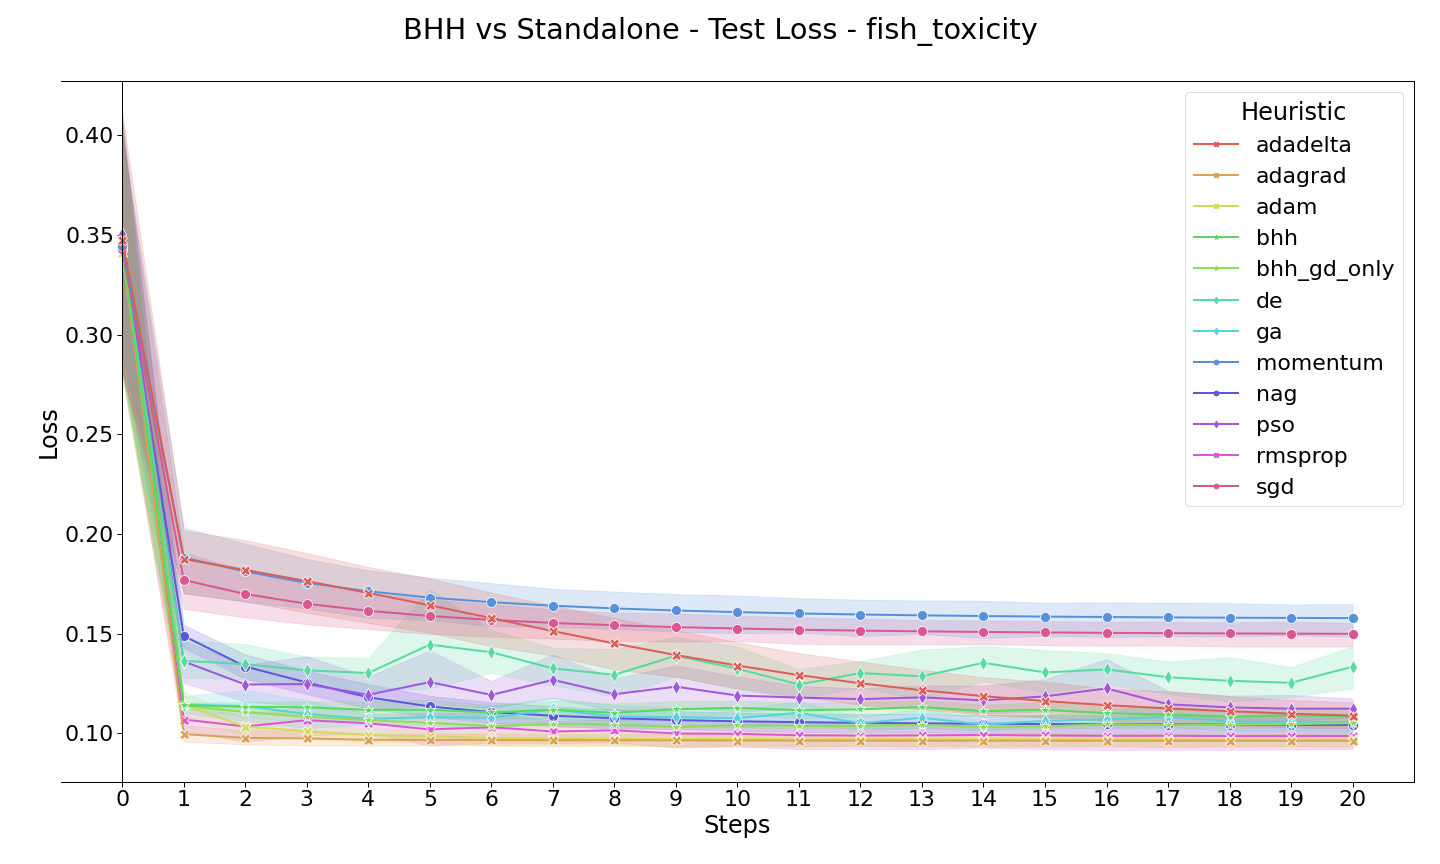 BHH vs Standalone - Test Loss - fish_toxicity
Heuristic
adadelta
adagrad
adam
bhh
bhh_gd_only
de
ga
momentum
nag
pso
rmsprop
sgd
Loss
0.40
0.35
0.30
0.25
0.20
0.15
0.10
0 1 2 3 4 5 6 7 8 9 10 11 12 13 14 15 16 17 18 19 20
Steps